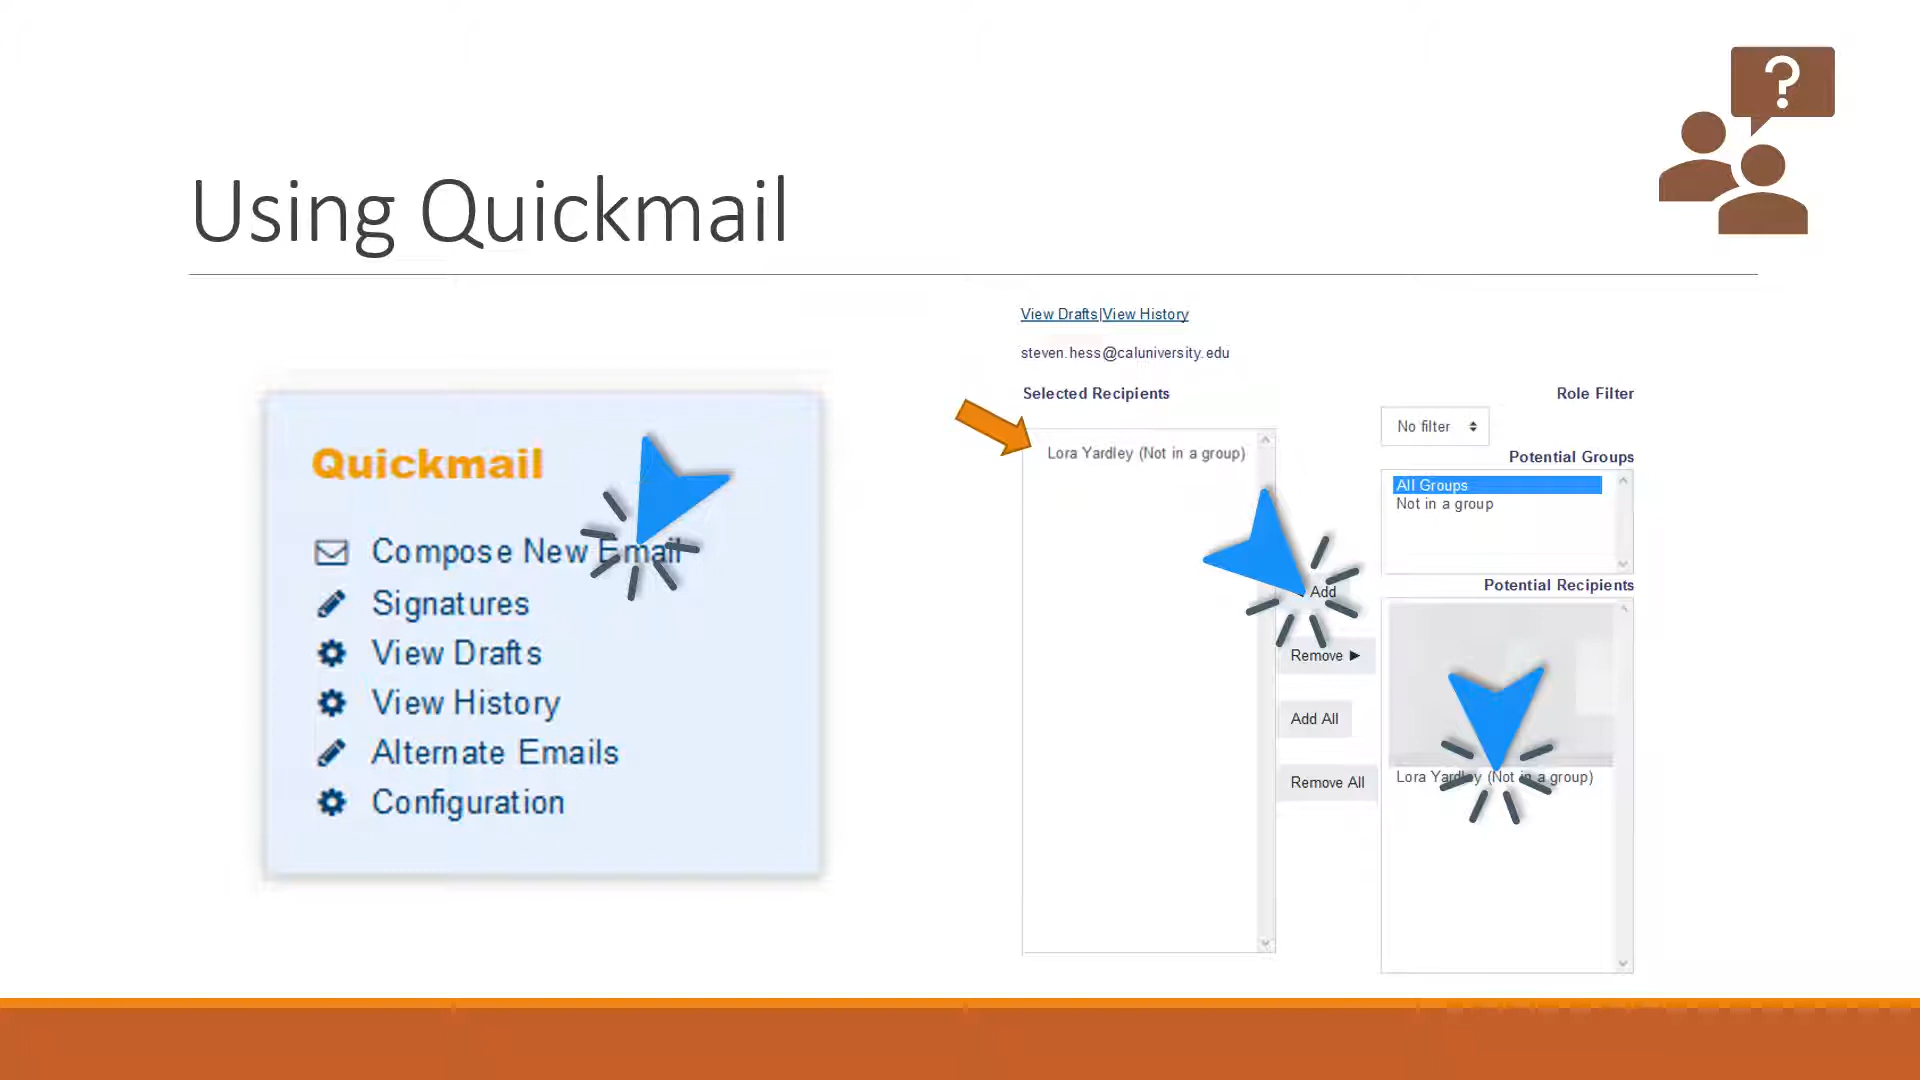 ?
Using Quickmail
Quickmail
Compose New Email
Signatures
View Drafts
View History
Alternate Emails
Configuration
View Drafts|View History
steven.hess@caluniversity.edu
Selected Recipients
Lora Yardley (Not in a group)
Add
Remove ►
Add All
Remove All
Role Filter
No filter
Potential Groups
All Groups
Not in a group
Potential Recipients
Lora Yardley (Not in a group)